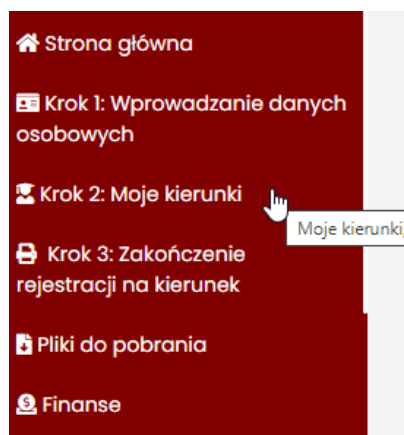 Strona główna
Krok 1: Wprowadzanie danych
osobowych
Krok 2: Moje kierunki
Moje kierunki,
Krok 3: Zakończenie
rejestracji na kierunek
Pliki do pobrania
Finanse